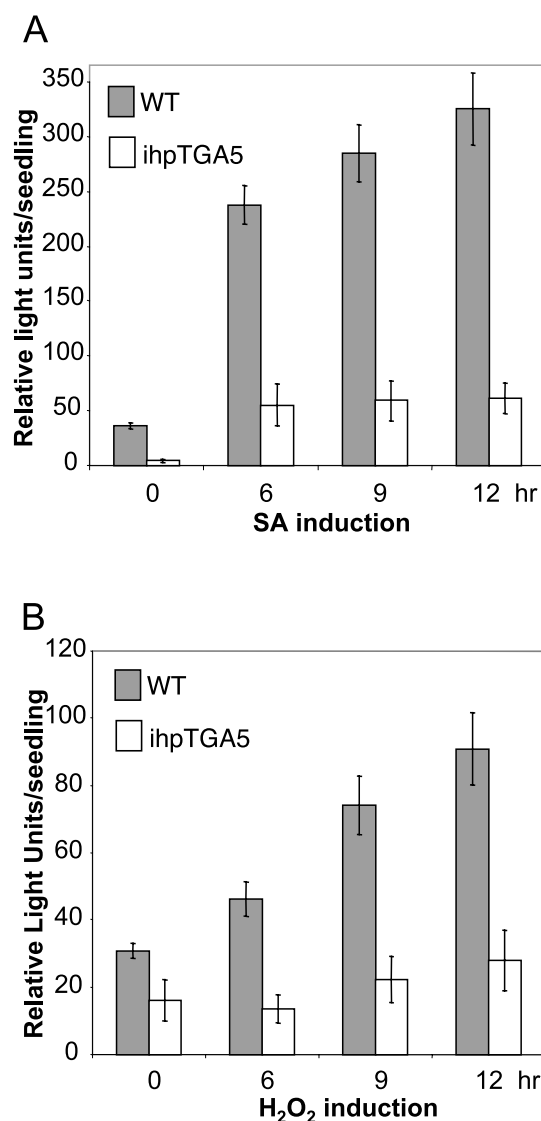 A
Relative light units/seedling
350
300
250
200
150
100
50
0
WT
ihpTGA5
0 6 9 12 hr
SA induction
B
Relative Light Units/seedling
120
100
80
60
40
20
0
WT
ihpTGA5
0 6 9 12 hr
H₂O₂ induction